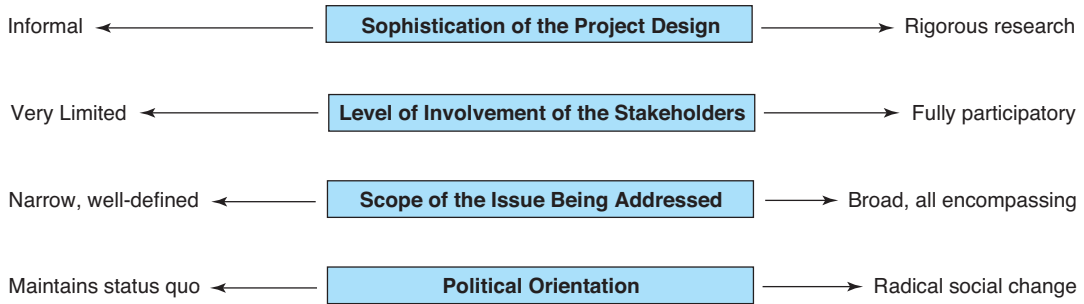 Informal Sophistication of the Project Design Rigorous research
Very Limited Level of Involvement of the Stakeholders Fully participatory
Narrow, well-defined Scope of the Issue Being Addressed Broad, all encompassing
Maintains status quo Political Orientation Radical social change